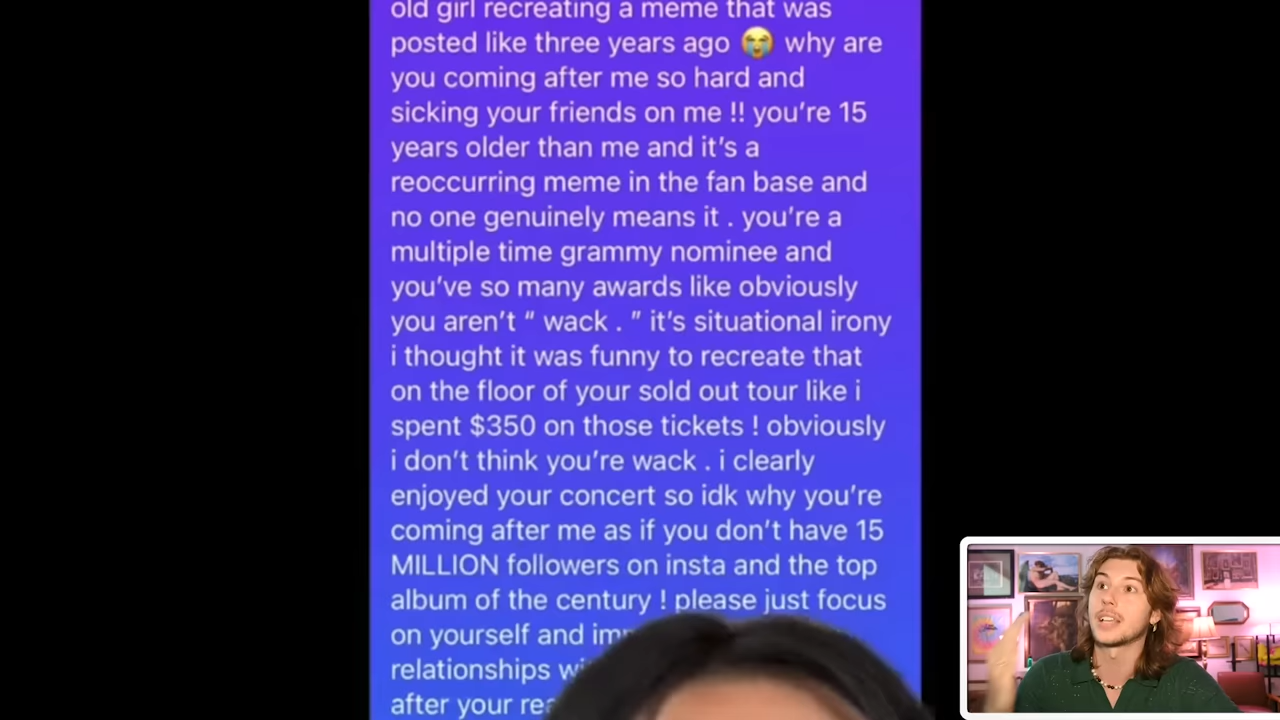 old girl recreating a meme that was
posted like three years ago 😭 why are
you coming after me so hard and
sicking your friends on me !! you’re 15
years older than me and it’s a
reoccurring meme in the fan base and
no one genuinely means it . you’re a
multiple time grammy nominee and
you’ve so many awards like obviously
you aren’t “ wack . ” it’s situational irony
i thought it was funny to recreate that
on the floor of your sold out tour like i
spent $350 on those tickets ! obviously
i don’t think you’re wack . i clearly
enjoyed your concert so idk why you’re
coming after me as if you don’t have 15
MILLION followers on insta and the top
album of the century ! please just focus
on yourself and
relationships
after your